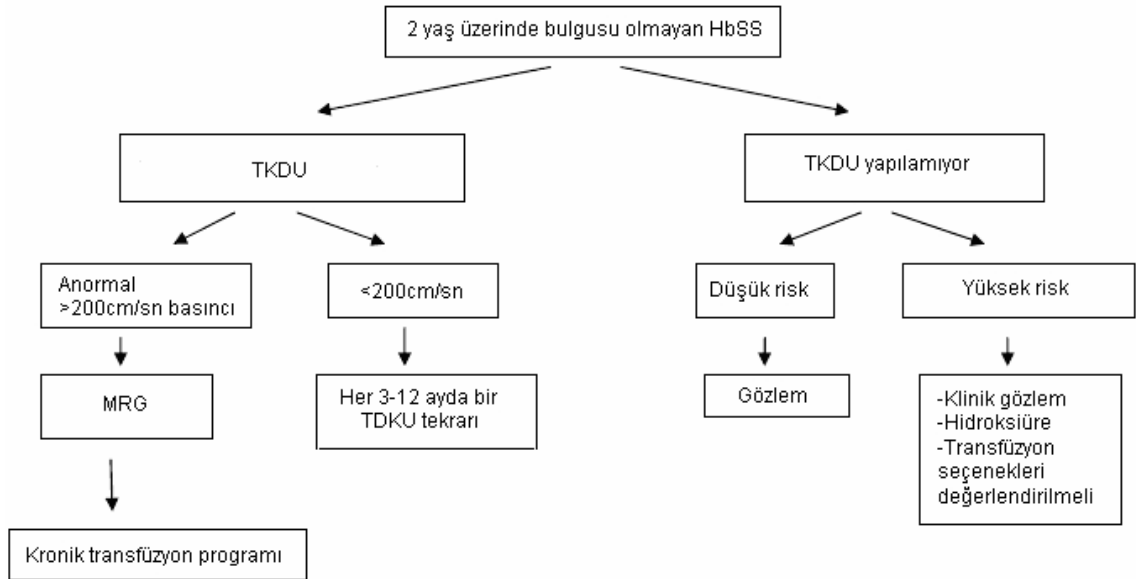 2 yaş üzerinde bulgusu olmayan HbSS
TKDU
TKDU yapılamıyor
Anormal
>200cm/sn basıncı
<200cm/sn
Düşük risk
Yüksek risk
MRG
Her 3-12 ayda bir
TDKU tekrarı
Gözlem
-Klinik gözlem
-Hidroksiüre
-Transfüzyon
seçenekleri
değerlendirilmeli
Kronik transfüzyon programı